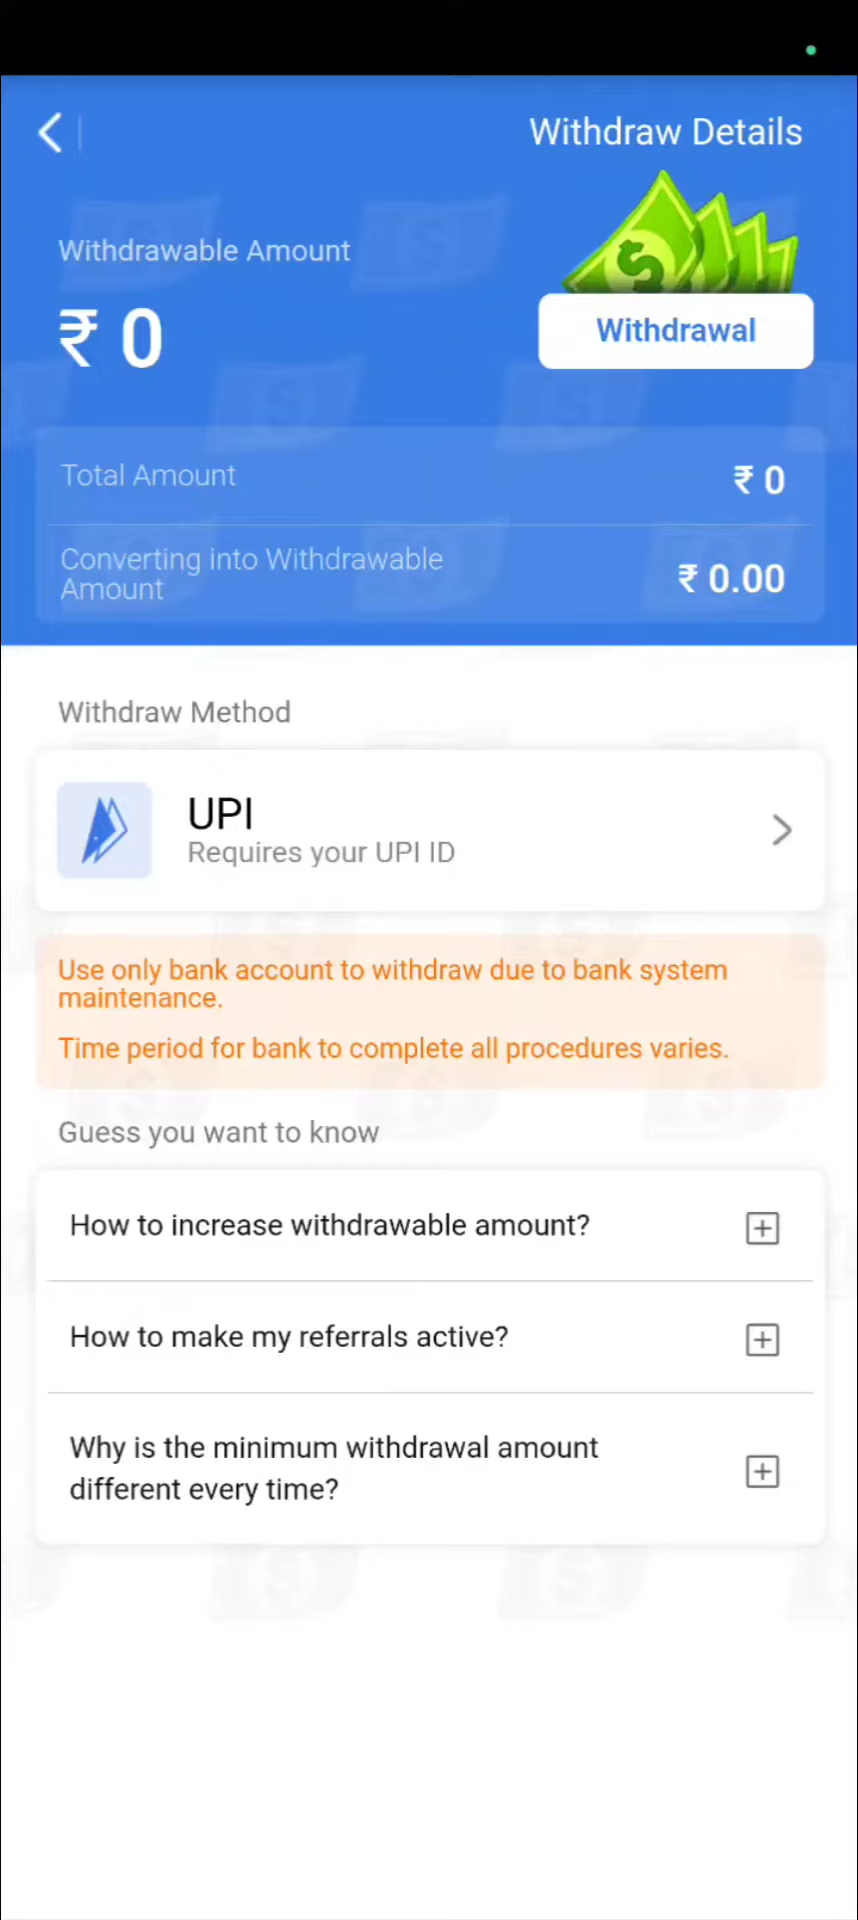 Withdraw Details
Withdrawable Amount
₹ 0
Withdrawal
Total Amount
₹ 0
Converting into Withdrawable
Amount
₹ 0.00
Withdraw Method
UPI
Requires your UPI ID
Use only bank account to withdraw due to bank system
maintenance.
Time period for bank to complete all procedures varies.
Guess you want to know
How to increase withdrawable amount?
How to make my referrals active?
Why is the minimum withdrawal amount
different every time?